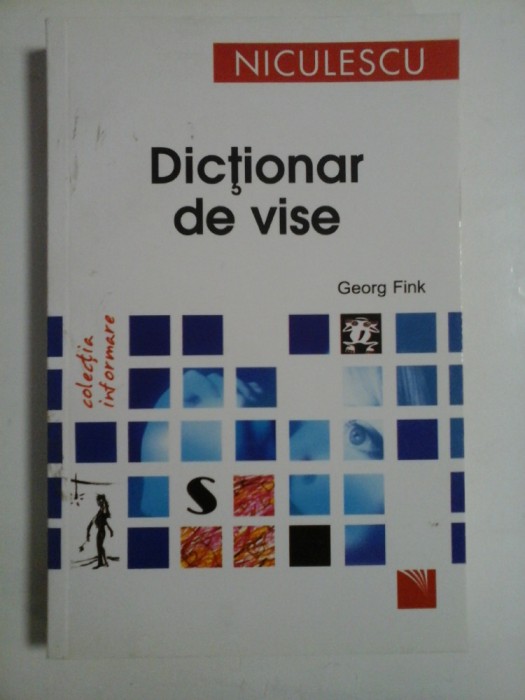 NICULESCU
Dicţionar
de vise
Georg Fink
colecţia
informare
S